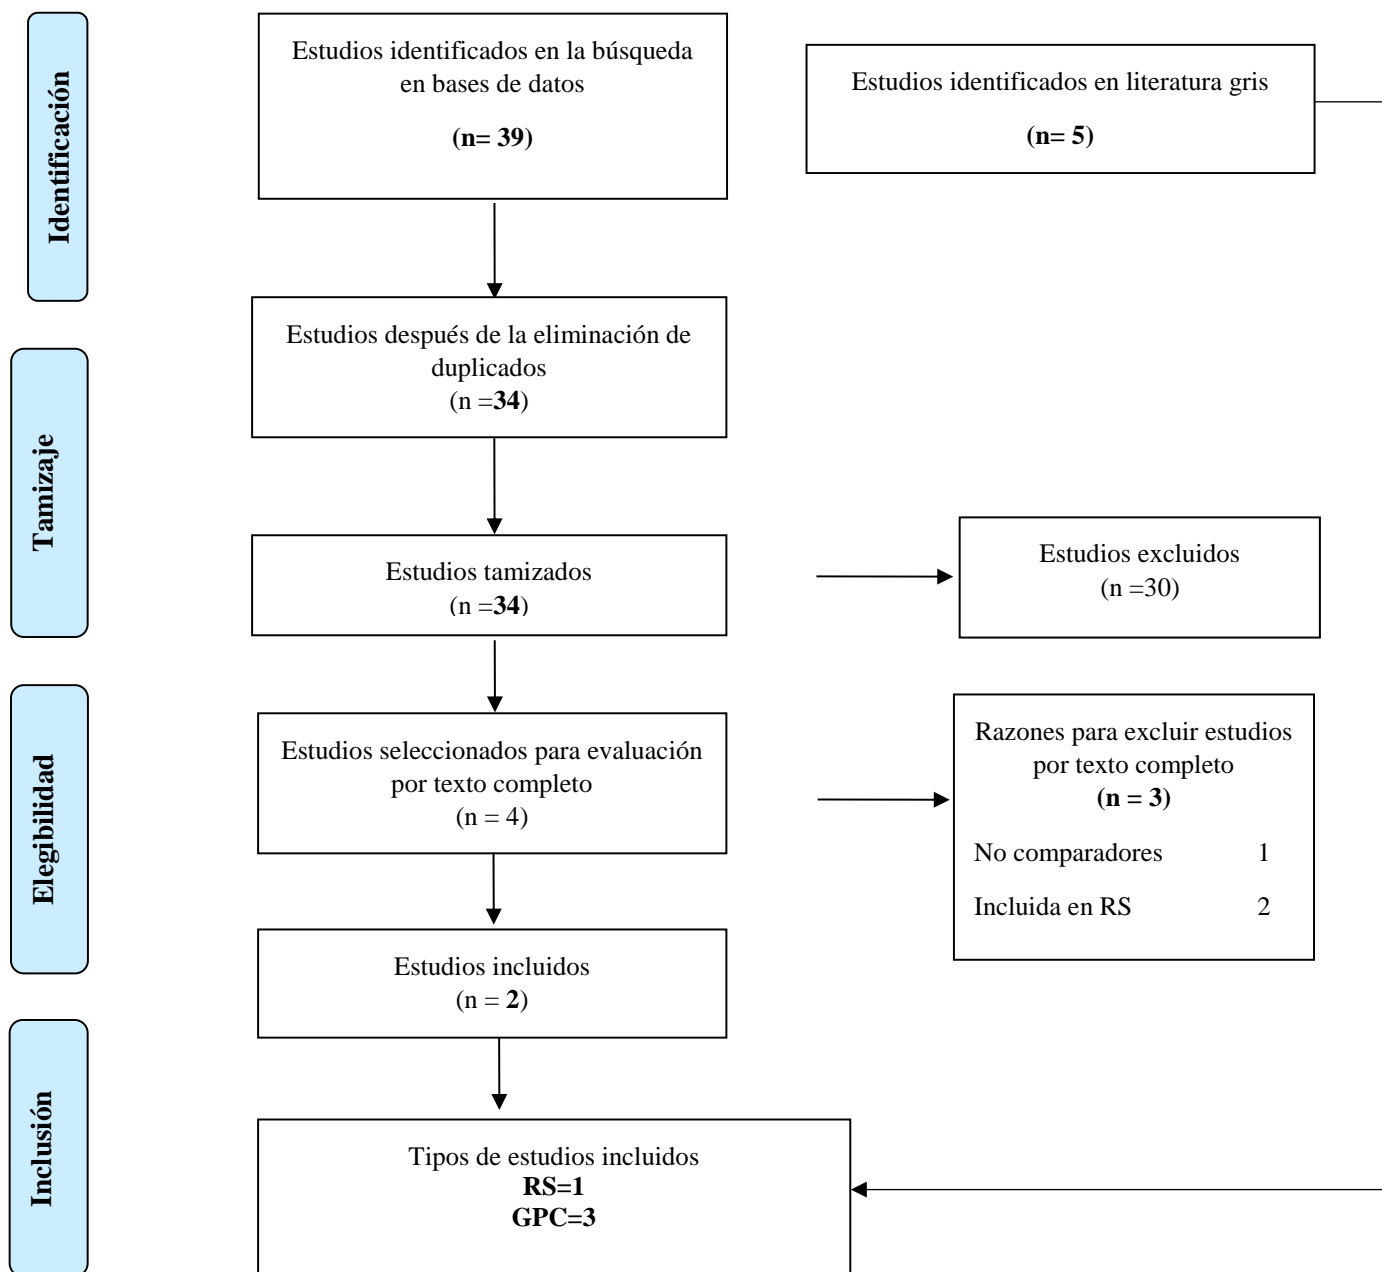 Identificación
Estudios identificados en la búsqueda
en bases de datos
(n= 39)
Estudios identificados en literatura gris
(n= 5)
Tamizaje
Estudios después de la eliminación de
duplicados
(n =34)
Estudios tamizados
(n =34)
Estudios excluidos
(n =30)
Elegibilidad
Estudios seleccionados para evaluación
por texto completo
(n = 4)
Razones para excluir estudios
por texto completo
(n = 3)
No comparadores 1
Incluida en RS 2
Estudios incluidos
(n = 2)
Inclusión
Tipos de estudios incluidos
RS=1
GPC=3